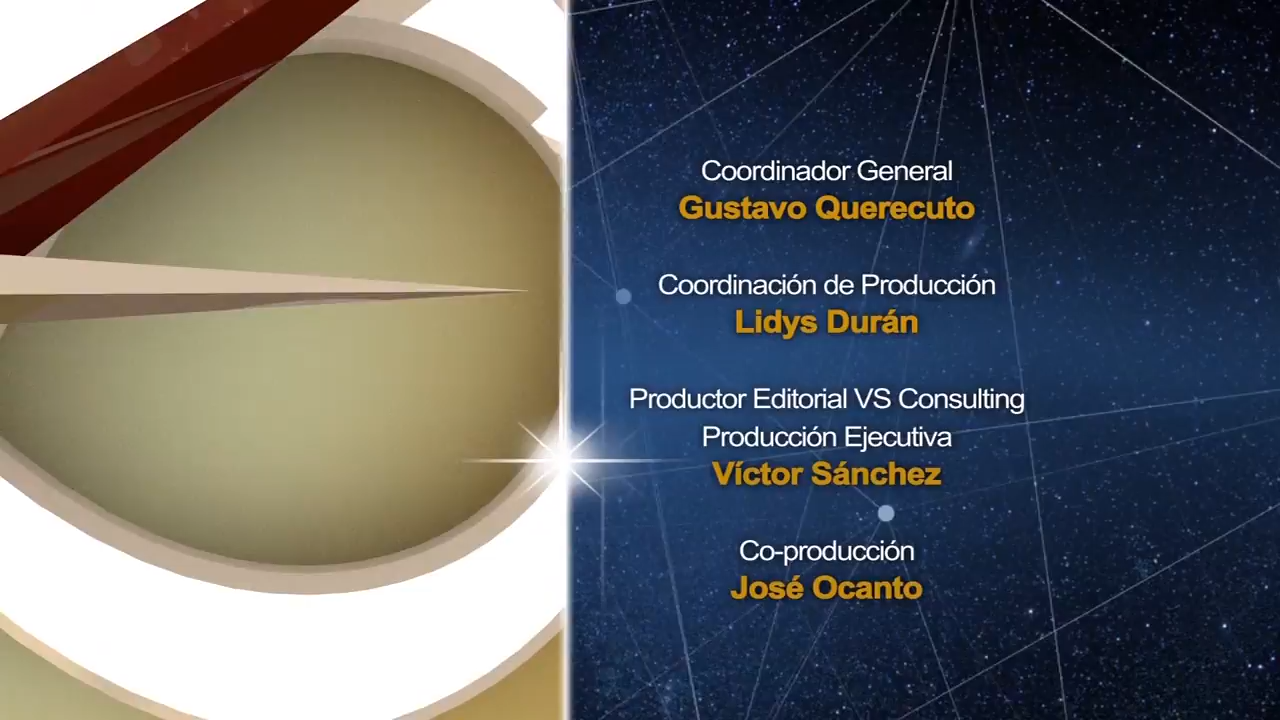 Coordinador General
Gustavo Querecuto
Coordinación de Producción
Lidys Durán
Productor Editorial VS Consulting
Producción Ejecutiva
Víctor Sánchez
Co-producción
José Ocanto